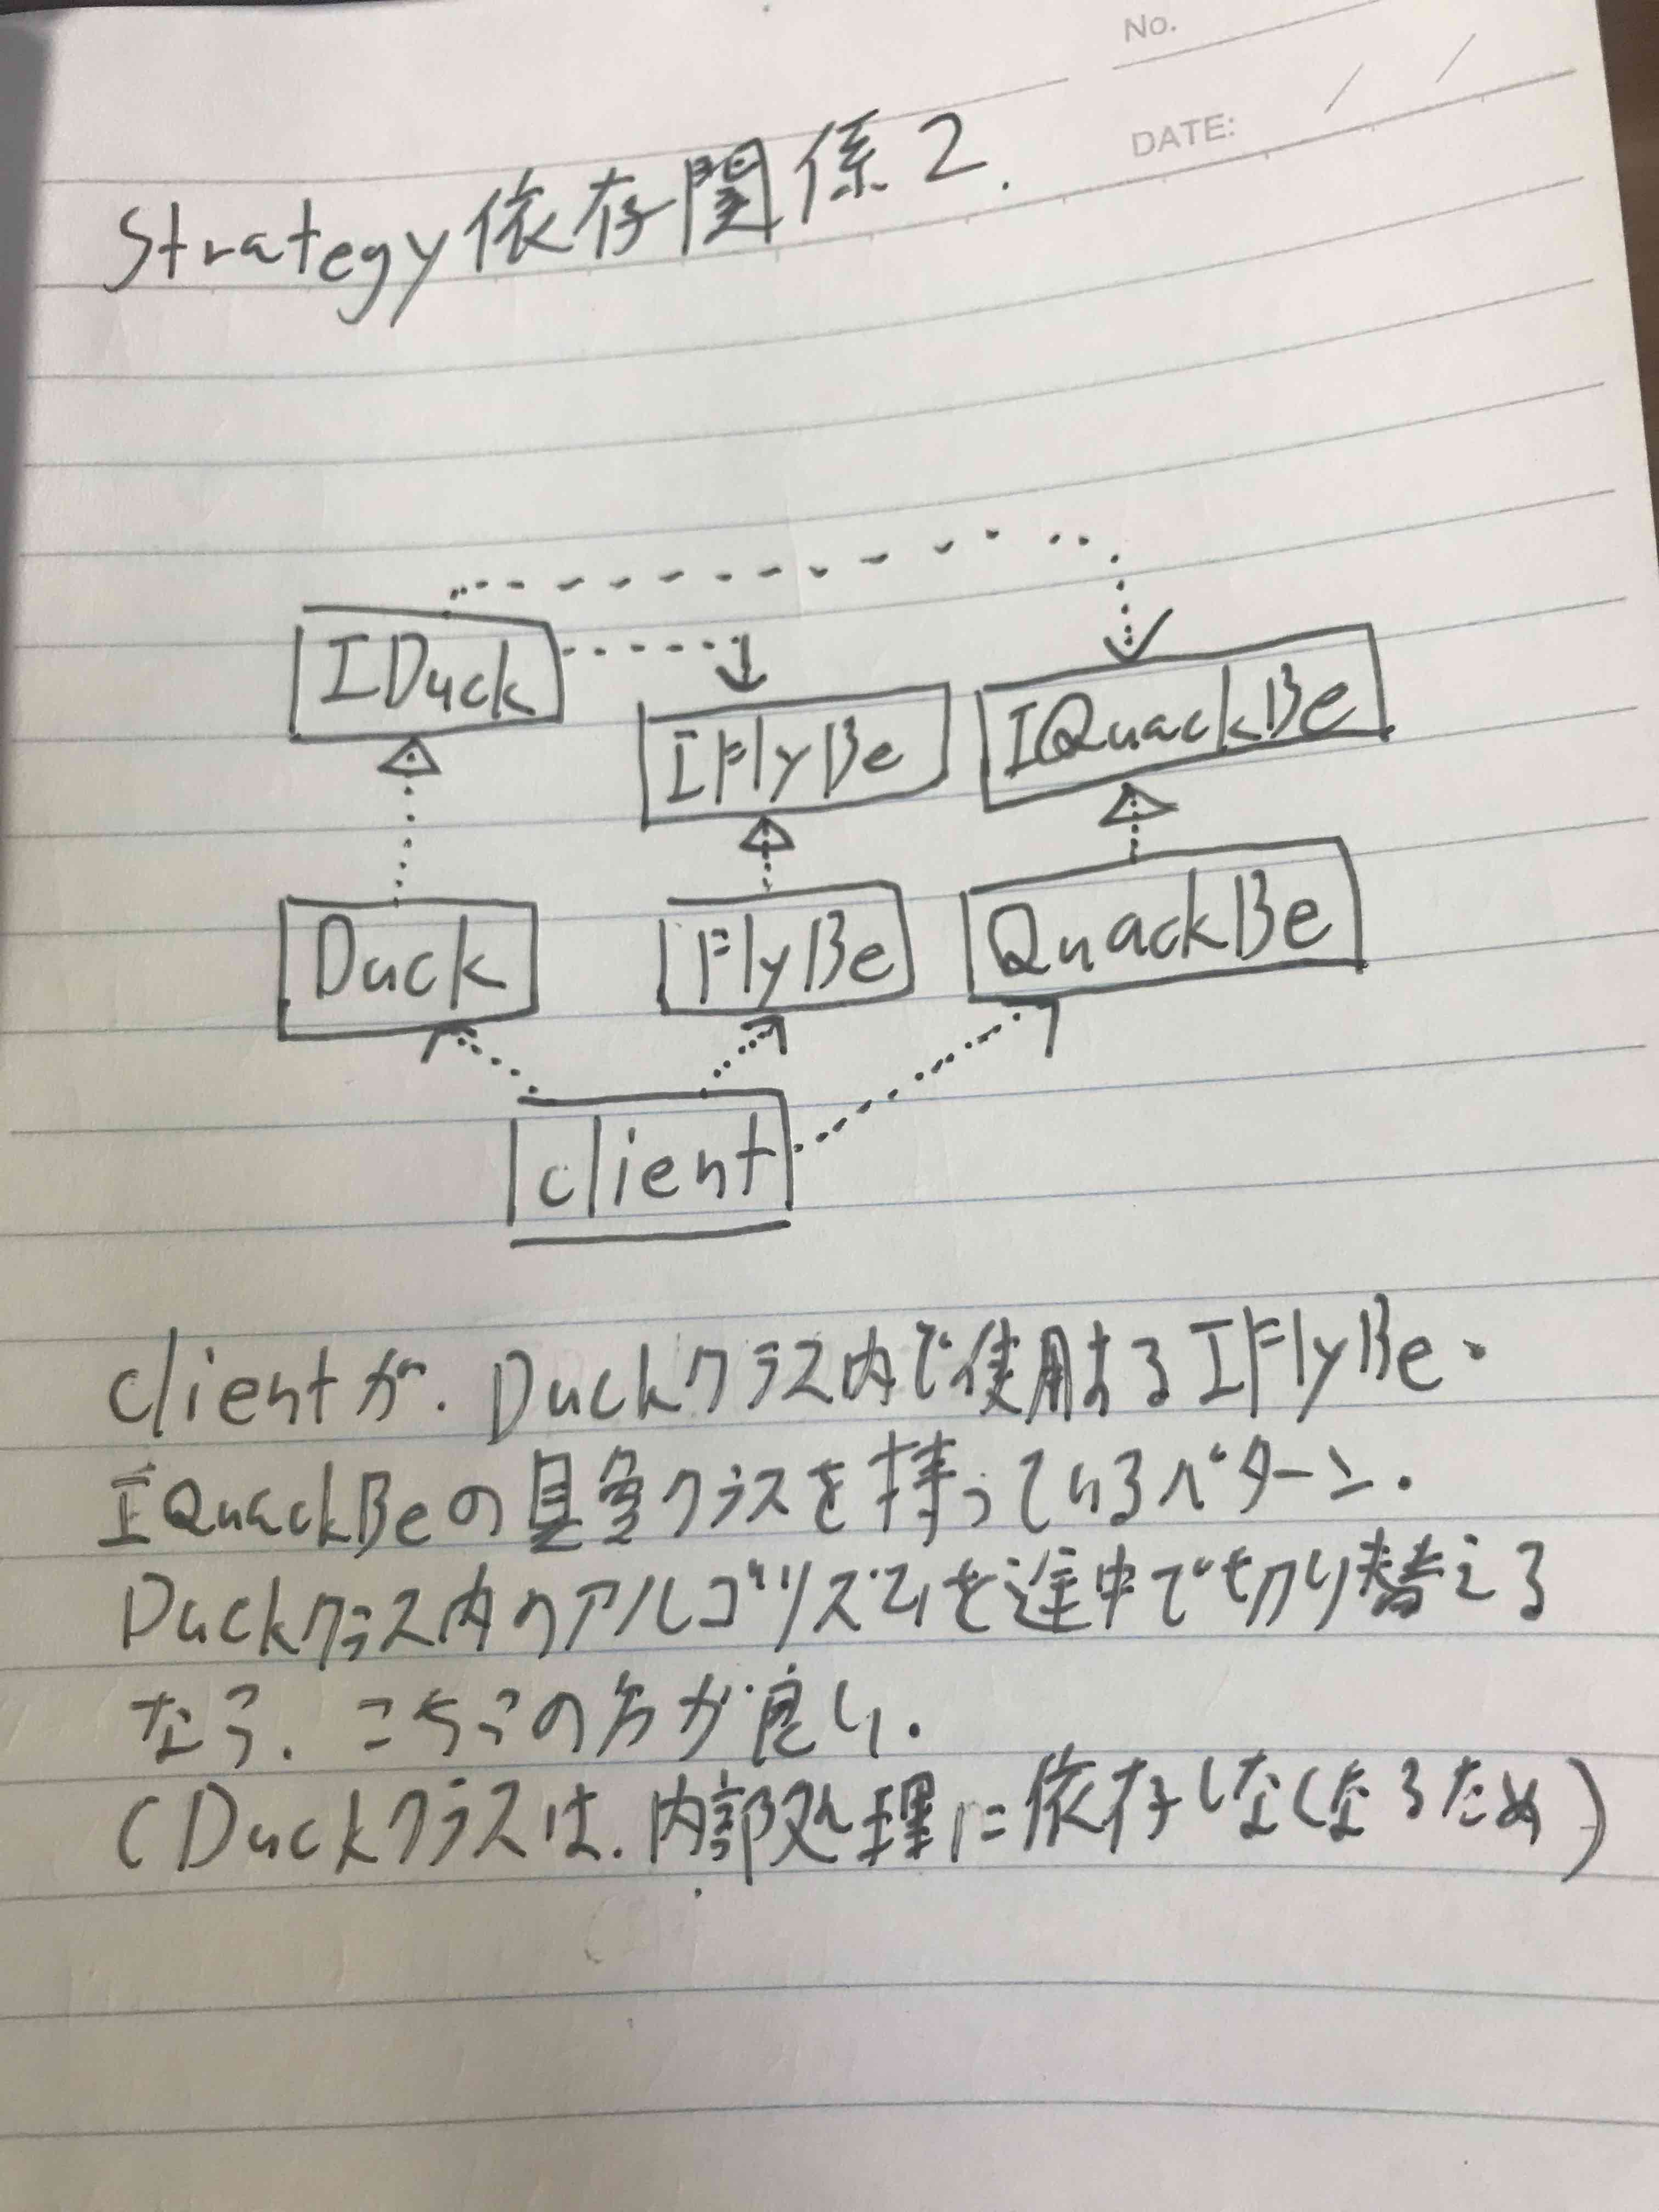 No.
DATE: / /
Strategy依存関係2.
IDuck
IFlyBe
IQuackBe
Duck
FlyBe
QuackBe
client
clientが、Duckクラス内で使用するIFlyBe・
IQuackBeの具象クラスを持っているパターン.
Duckクラス内のアルゴリズムを途中で切り替える
なら、こちらの方が良い.
(Duckクラスは、内部処理に依存しなくなるため)